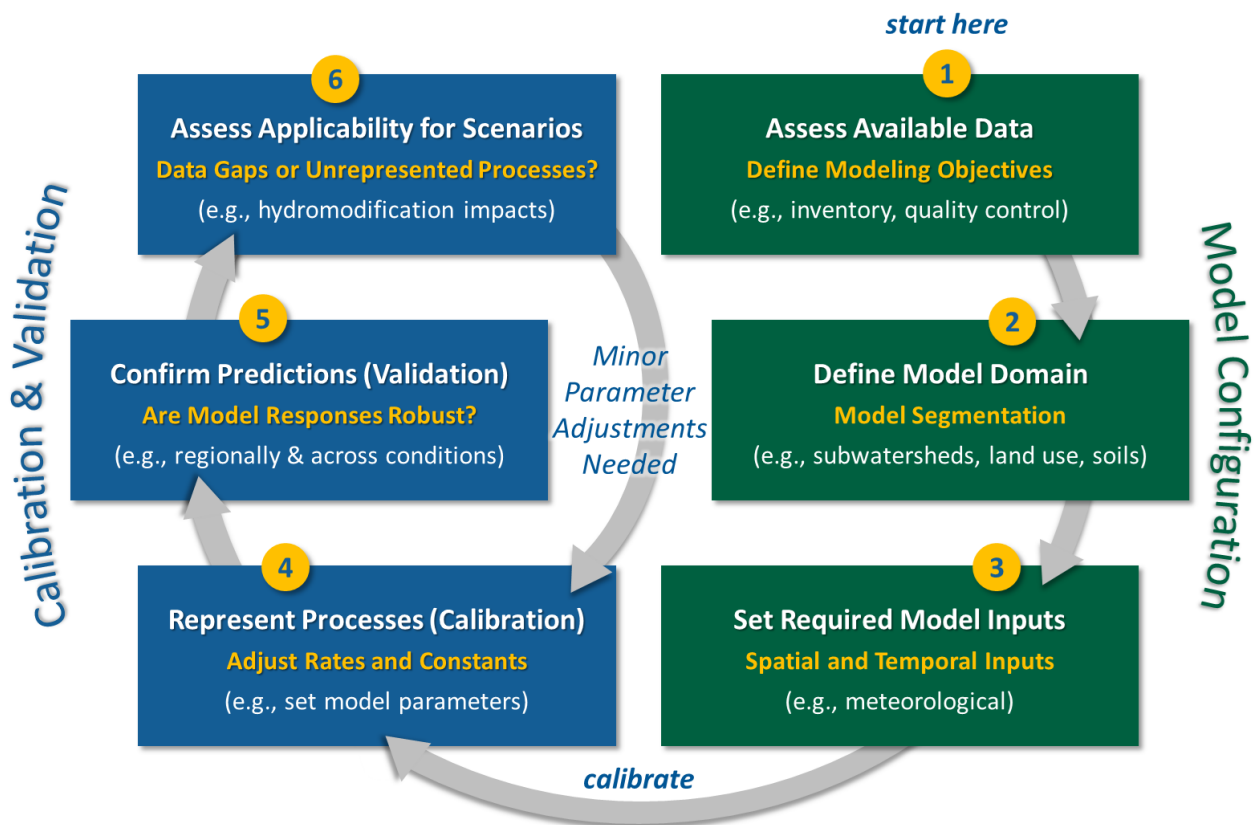 start here
1
Assess Available Data
Define Modeling Objectives
(e.g., inventory, quality control)
2
Define Model Domain
Model Segmentation
(e.g., subwatersheds, land use, soils)
3
Set Required Model Inputs
Spatial and Temporal Inputs
(e.g., meteorological)
Model Configuration
calibrate
4
Represent Processes (Calibration)
Adjust Rates and Constants
(e.g., set model parameters)
5
Confirm Predictions (Validation)
Are Model Responses Robust?
(e.g., regionally & across conditions)
6
Assess Applicability for Scenarios
Data Gaps or Unrepresented Processes?
(e.g., hydromodification impacts)
Minor
Parameter
Adjustments
Needed
Calibration & Validation